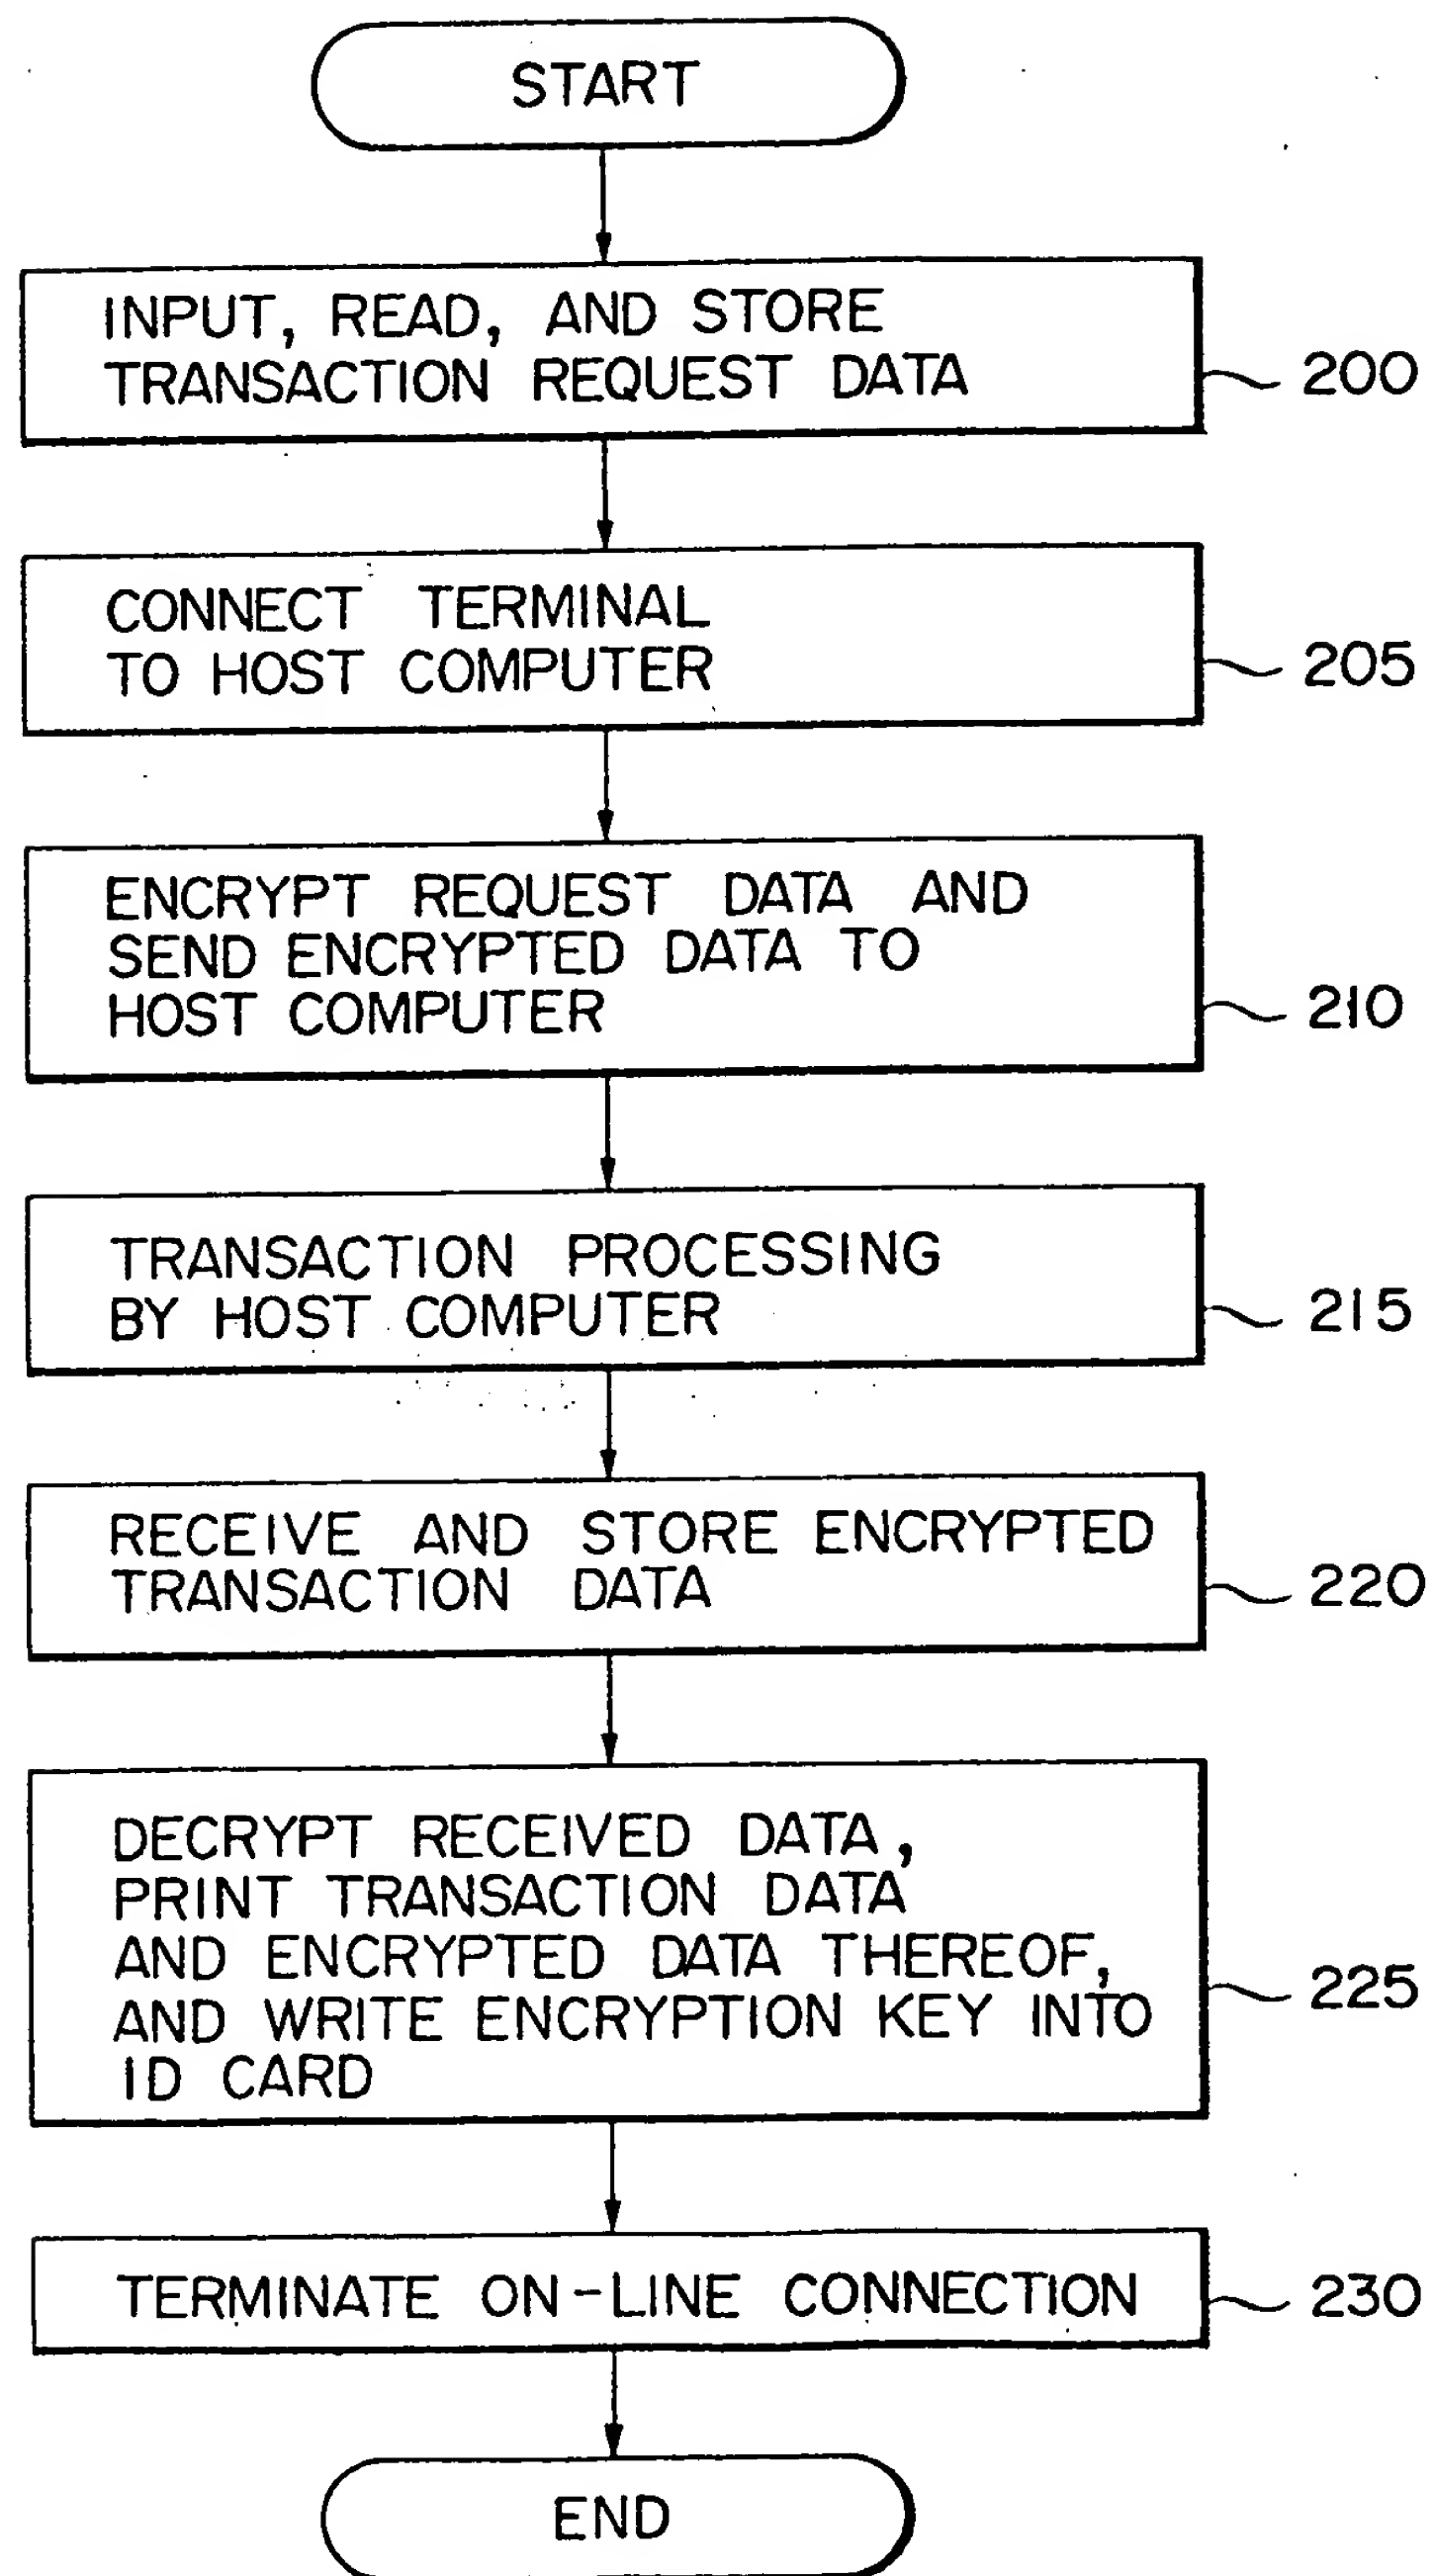 START
INPUT, READ, AND STORE
TRANSACTION REQUEST DATA
200
CONNECT TERMINAL
TO HOST COMPUTER
205
ENCRYPT REQUEST DATA AND
SEND ENCRYPTED DATA TO
HOST COMPUTER
210
TRANSACTION PROCESSING
BY HOST COMPUTER
215
RECEIVE AND STORE ENCRYPTED
TRANSACTION DATA
220
DECRYPT RECEIVED DATA,
PRINT TRANSACTION DATA
AND ENCRYPTED DATA THEREOF,
AND WRITE ENCRYPTION KEY INTO
ID CARD
225
TERMINATE ON-LINE CONNECTION
230
END